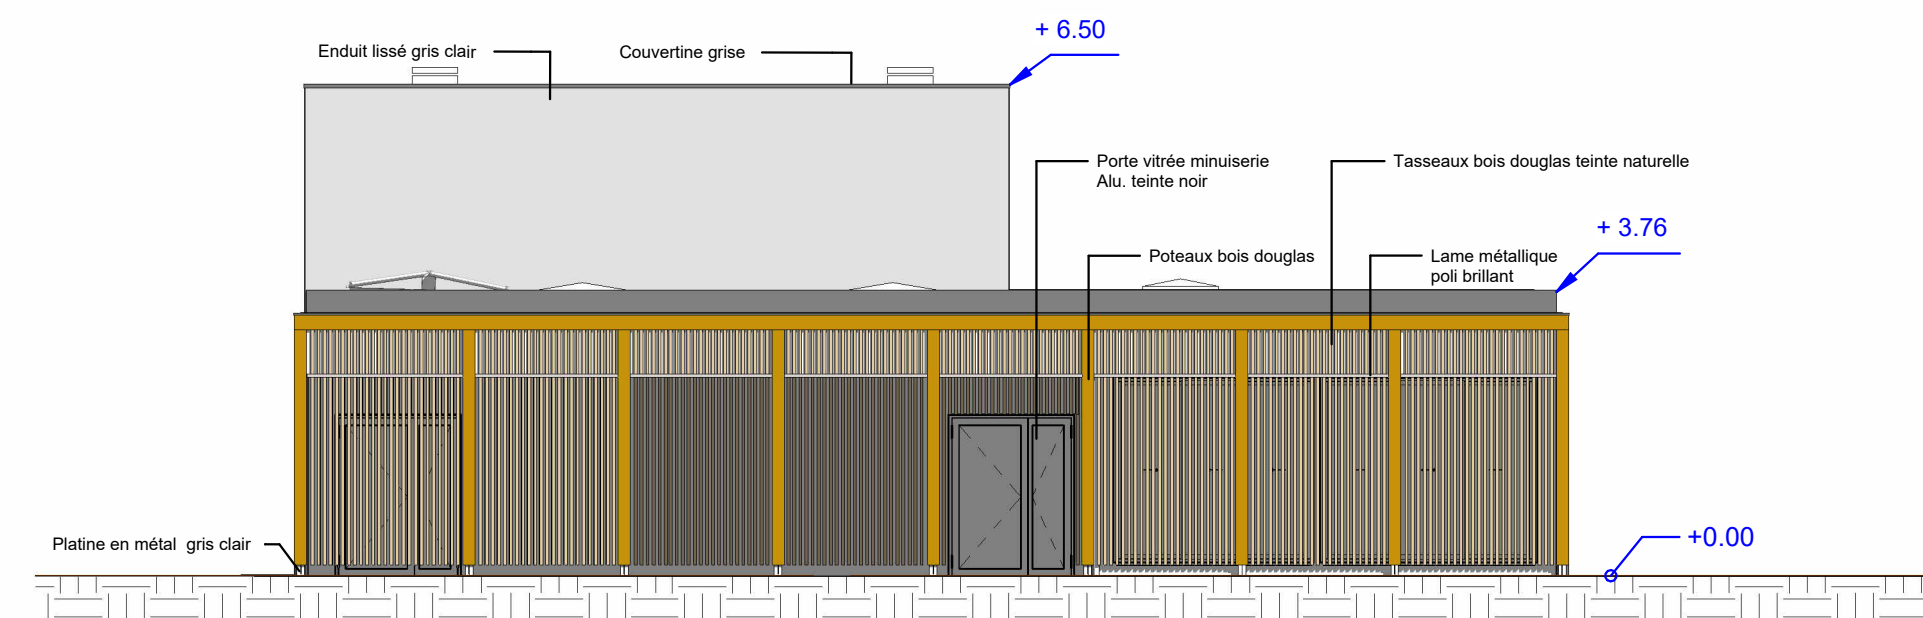 + 6.50
Enduit lissé gris clair
Couvertine grise
Porte vitrée minuiserie
Alu. teinte noir
Tasseaux bois douglas teinte naturelle
+ 3.76
Poteaux bois douglas
Lame métallique
poli brillant
Platine en métal  gris clair
+0.00